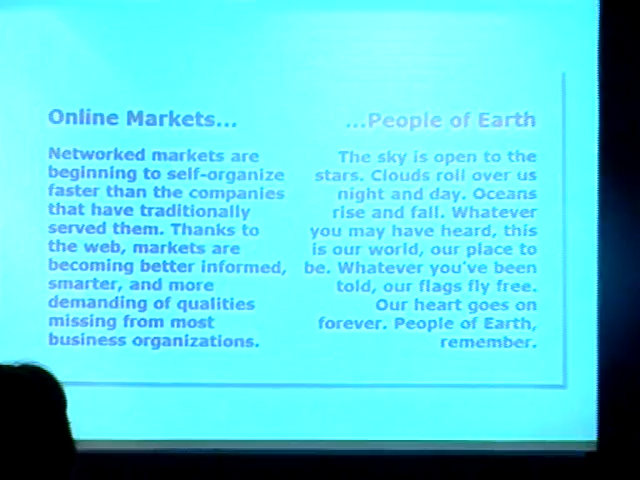 Online Markets...
Networked markets are
beginning to self-organize
faster than the companies
that have traditionally
served them. Thanks to
the web, markets are
becoming better informed,
smarter, and more
demanding of qualities
missing from most
business organizations.
...People of Earth
The sky is open to the
stars. Clouds roll over us
night and day. Oceans
rise and fall. Whatever
you may have heard, this
is our world, our place to
be. Whatever you've been
told, our flags fly free.
Our heart goes on
forever. People of Earth,
remember.